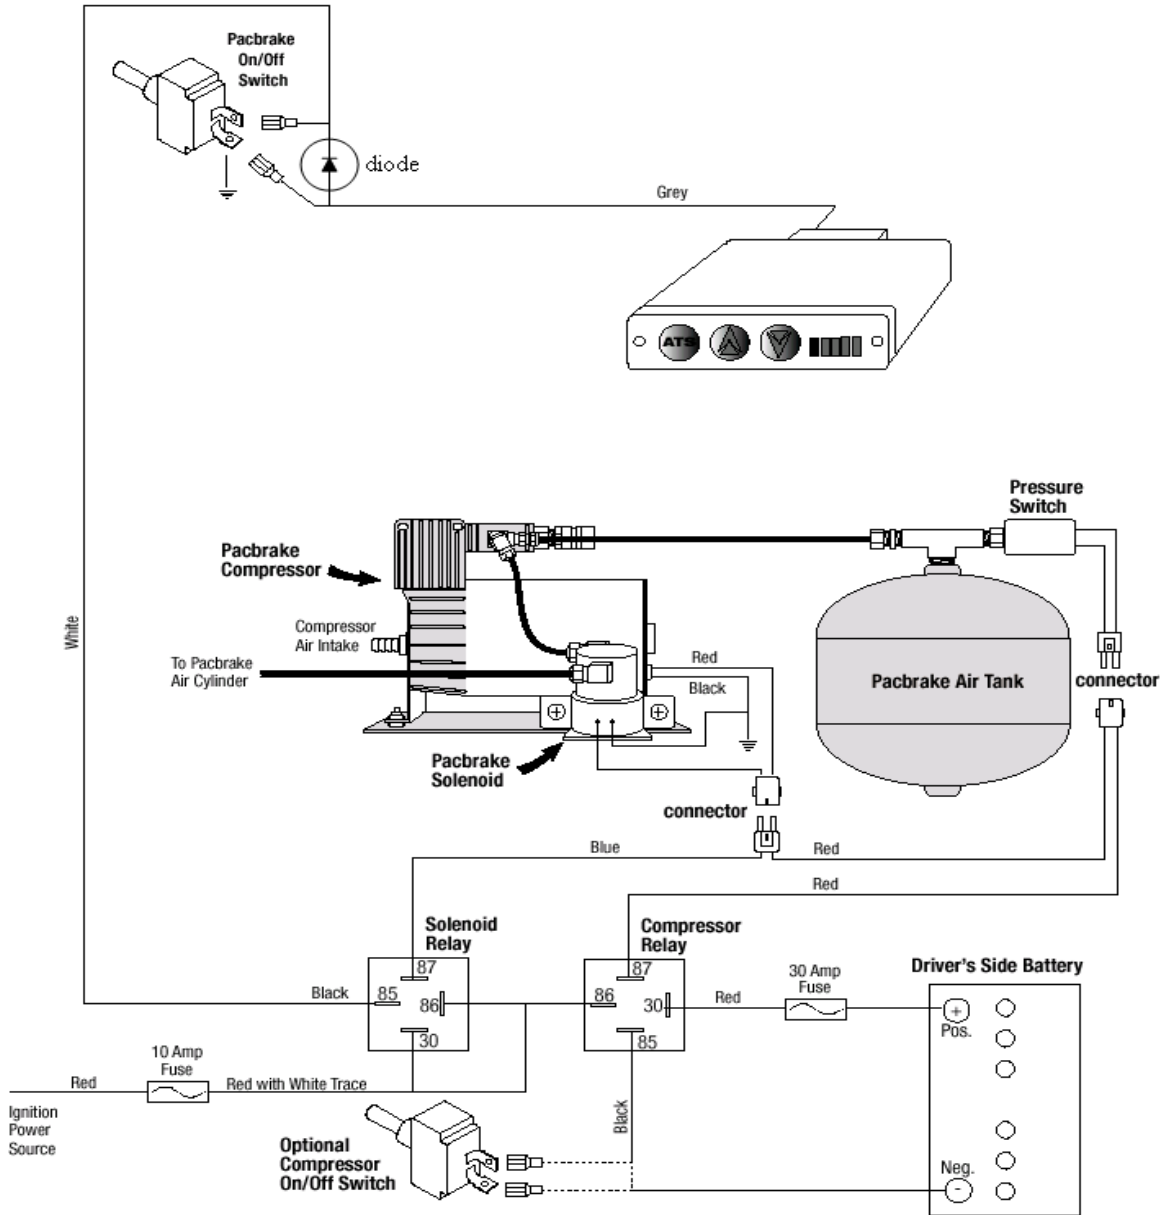 Pacbrake
On/Off
Switch
diode
Grey
ATS
Pressure
Switch
Pacbrake
Compressor
Compressor
Air Intake
White
To Pacbrake
Air Cylinder
Red
Black
Pacbrake Air Tank
connector
Pacbrake
Solenoid
connector
Blue
Red
Red
Solenoid
Relay
Compressor
Relay
87
85
86
30
Black
87
86
30
85
Red
30 Amp
Fuse
Driver's Side Battery
+
Pos.
10 Amp
Fuse
Red
Red with White Trace
Ignition
Power
Source
Black
Optional
Compressor
On/Off Switch
Neg.
-